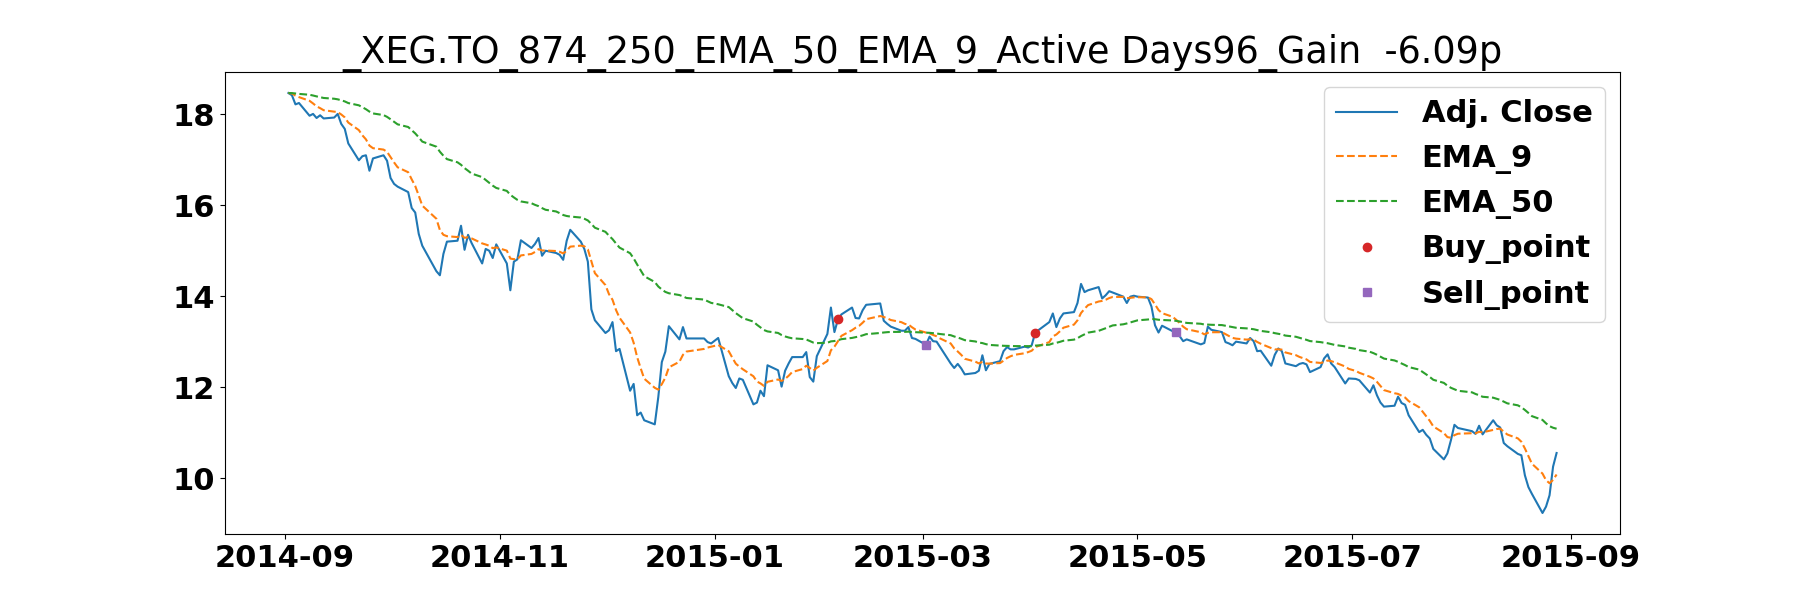 _XEG.TO_874_250_EMA_50_EMA_9_Active Days96_Gain  -6.09p
Adj. Close
EMA_9
EMA_50
Buy_point
Sell_point
18
16
14
12
10
2014-09 2014-11 2015-01 2015-03 2015-05 2015-07 2015-09